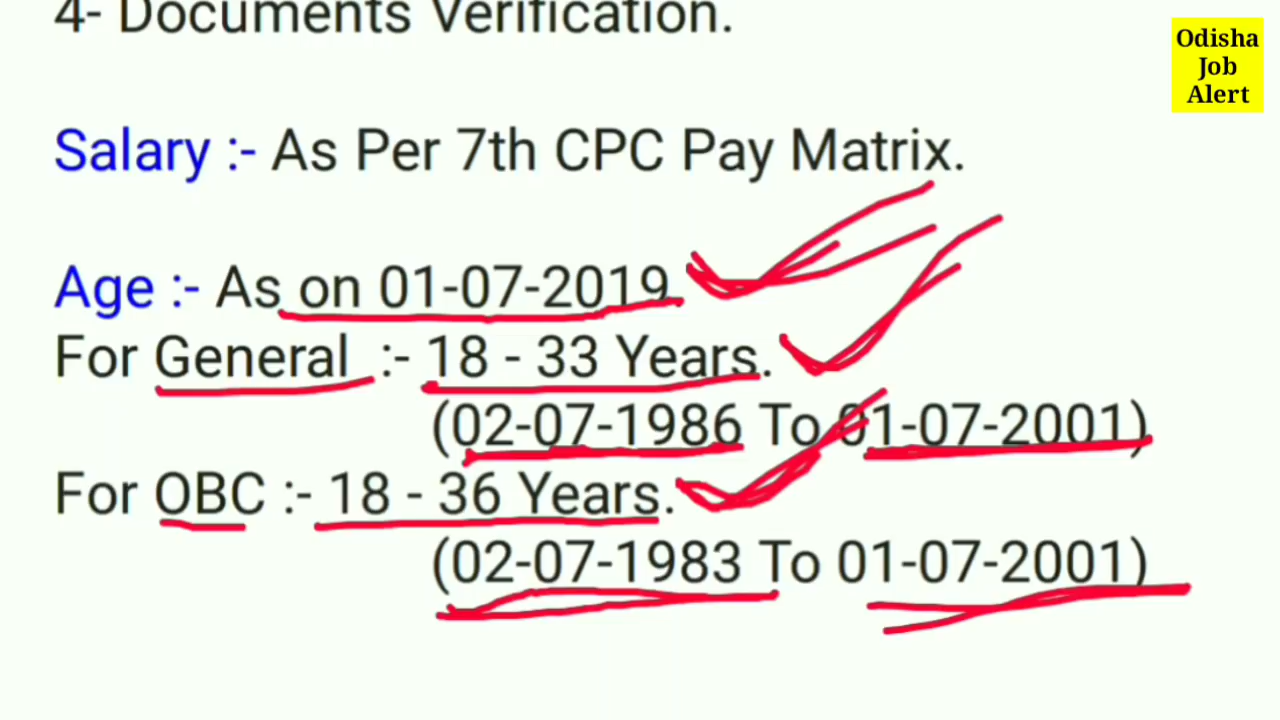 4- Documents Verification.
Odisha
Job
Alert
Salary :- As Per 7th CPC Pay Matrix.
Age :- As on 01-07-2019
For General :- 18 - 33 Years.
(02-07-1986 To 01-07-2001)
For OBC :- 18 - 36 Years.
(02-07-1983 To 01-07-2001)